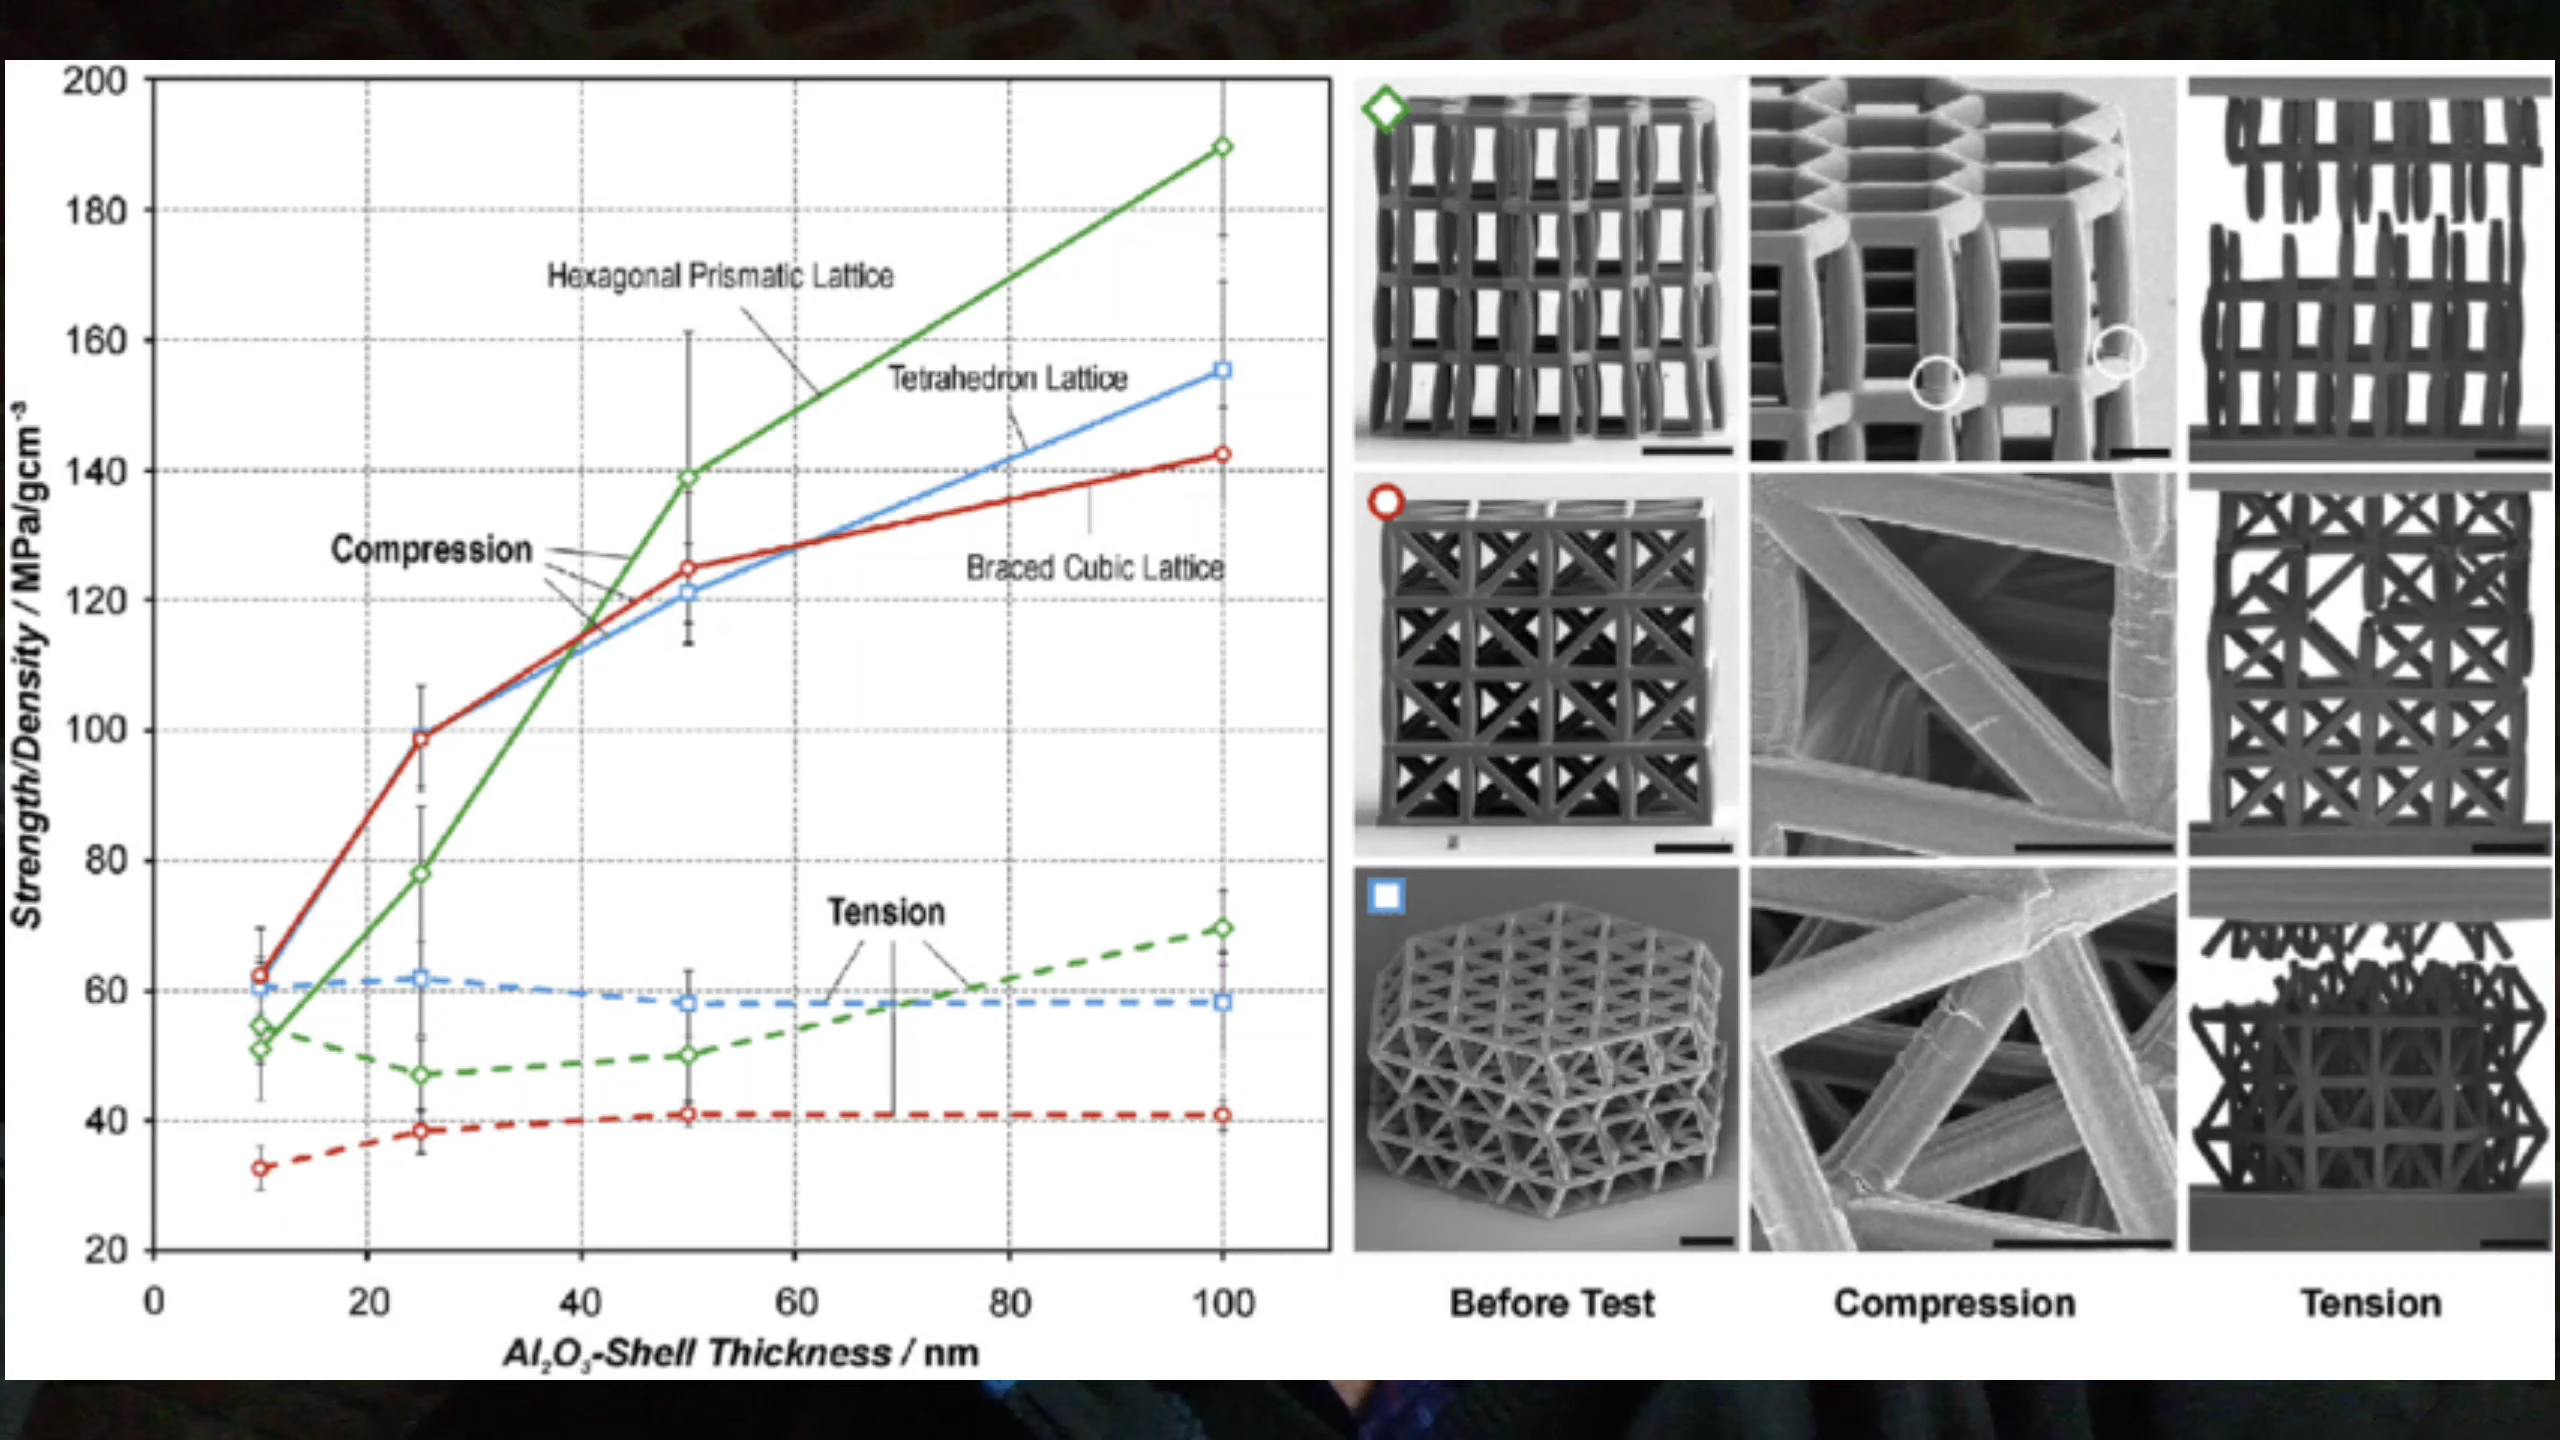 200
180
160
140
120
100
80
60
40
20
Strength/Density / MPa/gcm⁻³
Hexagonal Prismatic Lattice
Tetrahedron Lattice
Compression
Braced Cubic Lattice
Tension
0 20 40 60 80 100
Al₂O₃-Shell Thickness / nm
Before Test Compression Tension